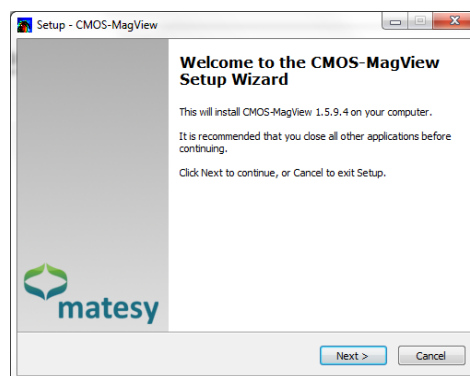 Setup - CMOS-MagView
Welcome to the CMOS-MagView
Setup Wizard
This will install CMOS-MagView 1.5.9.4 on your computer.
It is recommended that you close all other applications before
continuing.
Click Next to continue, or Cancel to exit Setup.
matesy
Next >
Cancel